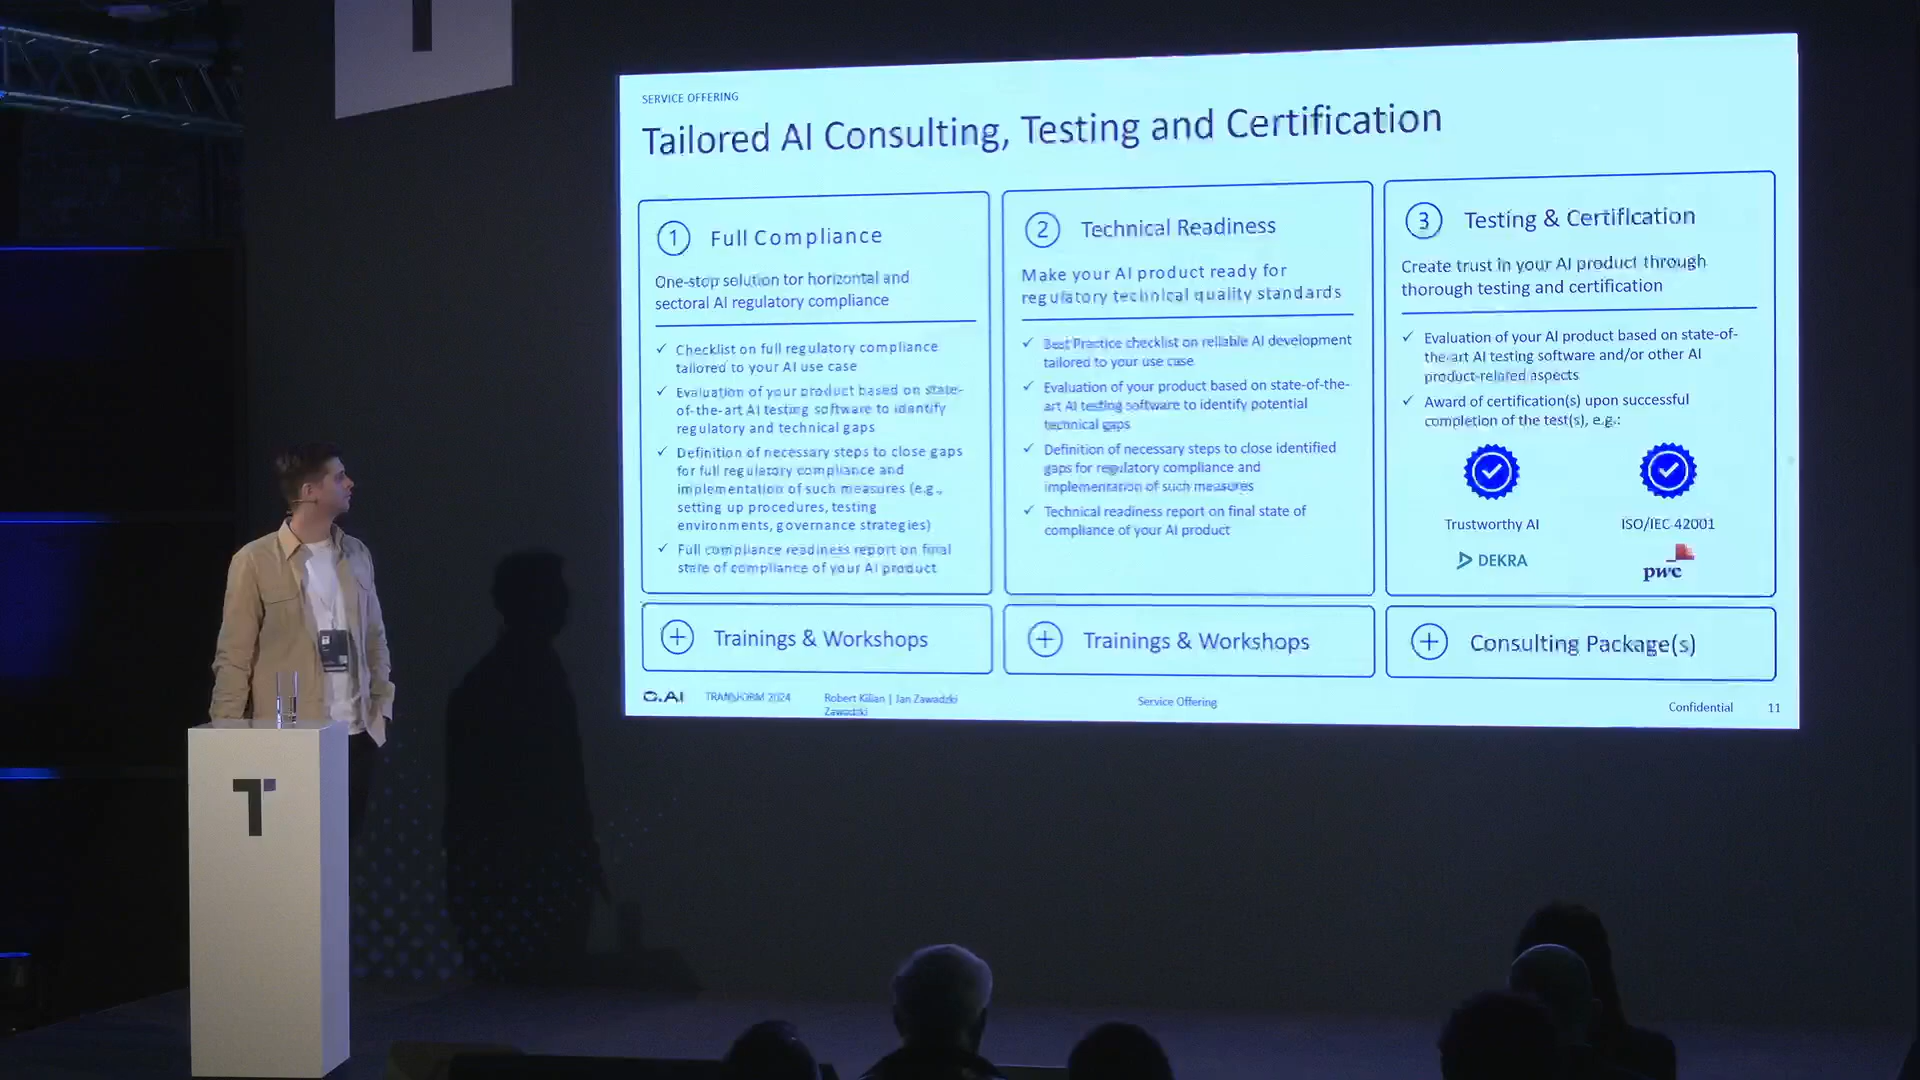 SERVICE OFFERING
Tailored AI Consulting, Testing and Certification
1 Full Compliance
One-stop solution for horizontal and
sectoral AI regulatory compliance
✓ Checklist on full regulatory compliance
tailored to your AI use case
✓ Evaluation of your product based on state-
of-the-art AI testing software to identify
regulatory and technical gaps
✓ Definition of necessary steps to close gaps
for full regulatory compliance and
implementation of such measures (e.g.,
setting up procedures, testing
environments, governance strategies)
✓ Full compliance readiness report on final
state of compliance of your AI product
+ Trainings & Workshops
2 Technical Readiness
Make your AI product ready for
regulatory technical quality standards
✓ Best Practice checklist on reliable AI development
tailored to your use case
✓ Evaluation of your product based on state-of-the-
art AI testing software to identify potential
technical gaps
✓ Definition of necessary steps to close identified
gaps for regulatory compliance and
implementation of such measures
✓ Technical readiness report on final state of
compliance of your AI product
+ Trainings & Workshops
3 Testing & Certification
Create trust in your AI product through
thorough testing and certification
✓ Evaluation of your AI product based on state-of-
the-art AI testing software and/or other AI
product-related aspects
✓ Award of certification(s) upon successful
completion of the test(s), e.g.:
Trustworthy AI
DEKRA
ISO/IEC 42001
pwc
+ Consulting Package(s)
C.AI
TRANSFORM 2024
Robert Kilian | Jan Zawadzki
Zawadzki
Service Offering
Confidential
11
T
T